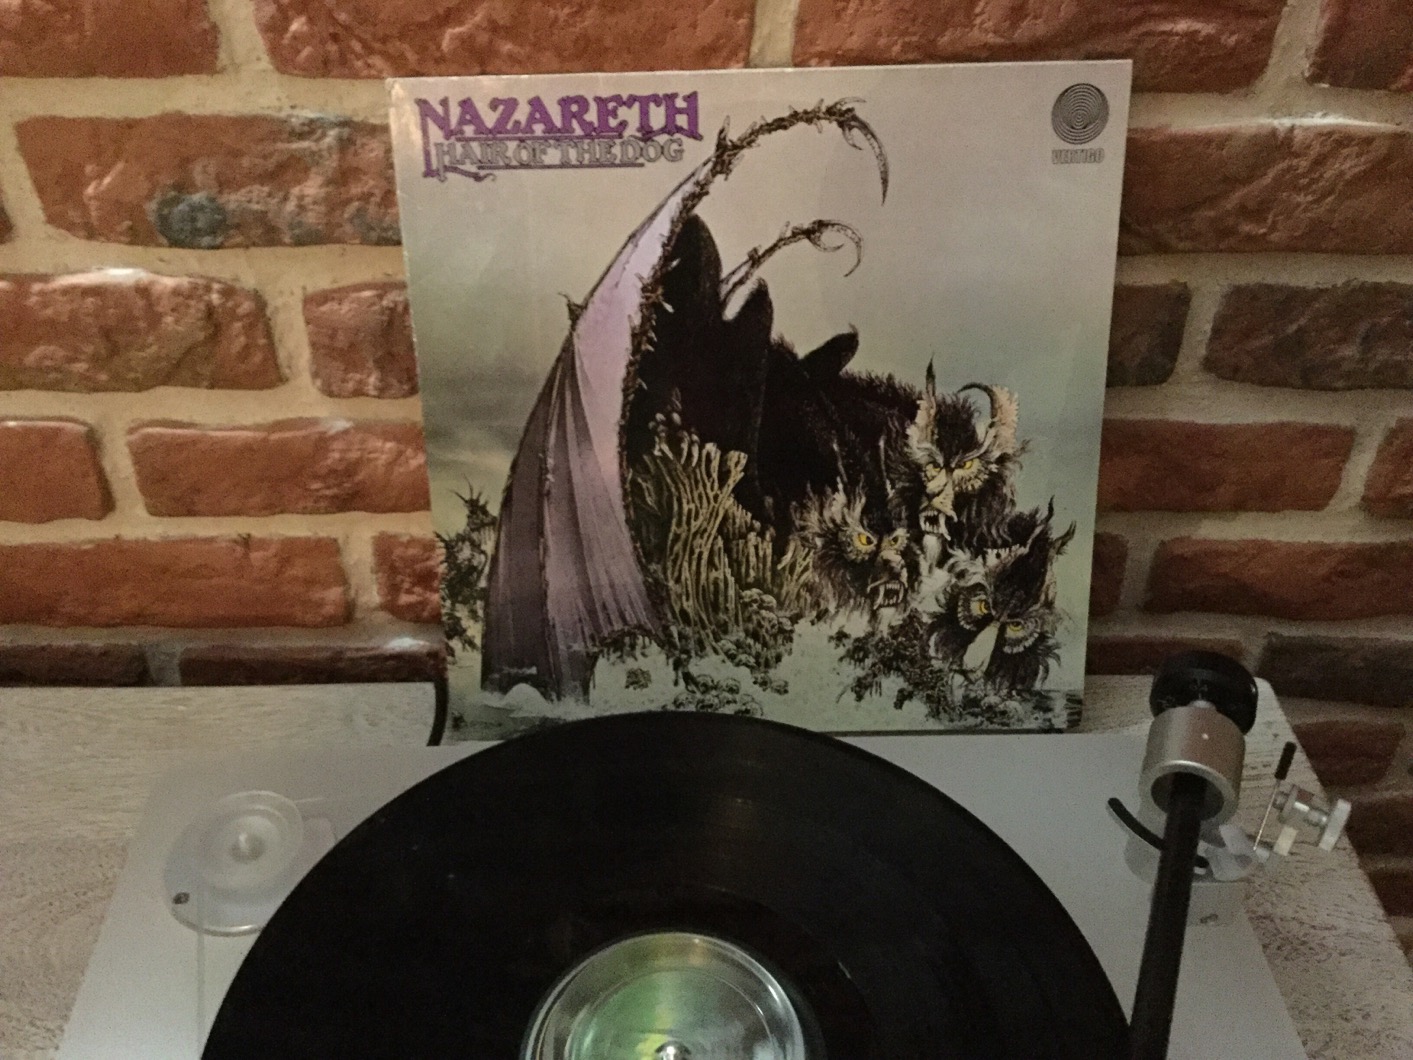 NAZARETH
HAIR OF THE DOG
VERTIGO